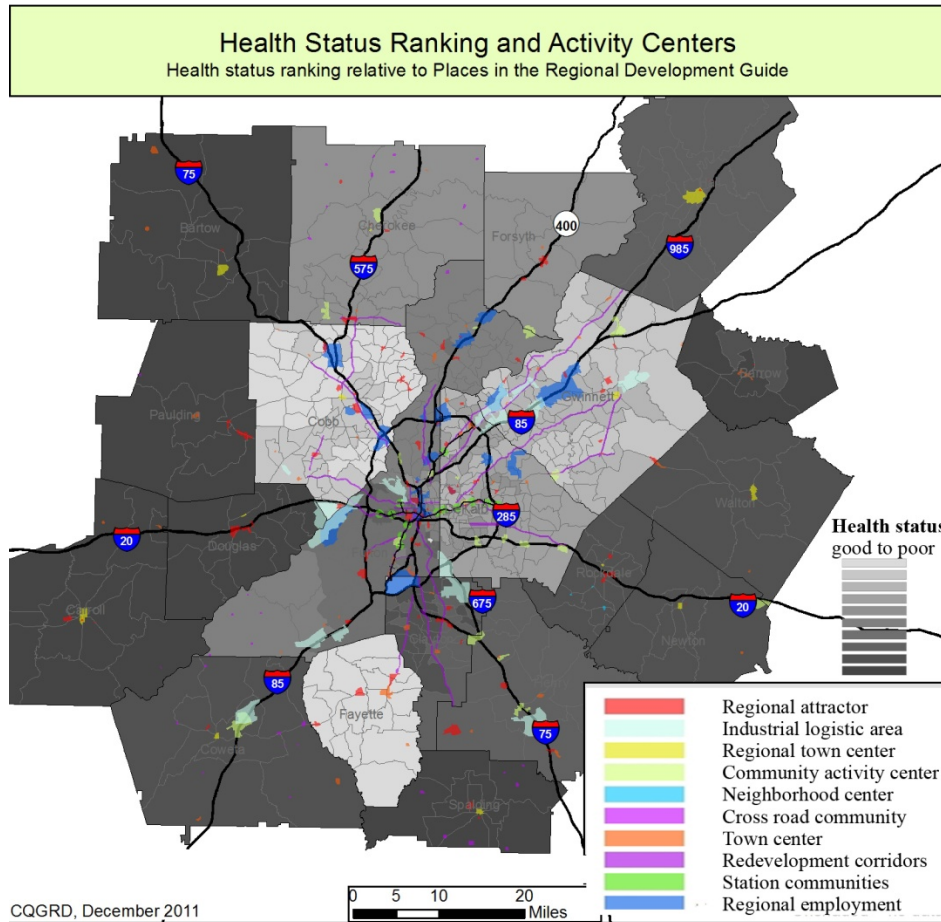 Health Status Ranking and Activity Centers
Health status ranking relative to Places in the Regional Development Guide
75
Bartow
Cherokee
Forsyth
400
575
985
Barrow
Paulding
Cobb
Gwinnett
85
Walton
DeKalb
285
Health status
good to poor
20
Douglas
Rockdale
Carroll
675
20
Newton
85
Fayette
75
Coweta
Spalding
Regional attractor
Industrial logistic area
Regional town center
Community activity center
Neighborhood center
Cross road community
Town center
Redevelopment corridors
Station communities
Regional employment
CQGRD, December 2011
0 5 10 20
Miles